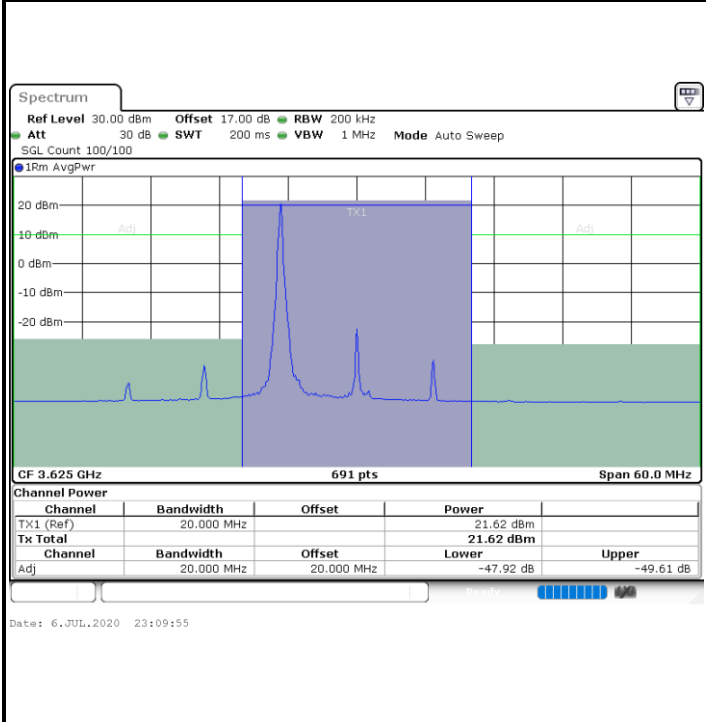 Spectrum
Ref Level 30.00 dBm Offset 17.00 dB RBW 200 kHz
Att 30 dB SWT 200 ms VBW 1 MHz Mode Auto Sweep
SGL Count 100/100
1Rm AvgPwr
20 dBm
TX1
Adj Adj
10 dBm
0 dBm
-10 dBm
-20 dBm
CF 3.625 GHz 691 pts Span 60.0 MHz
Channel Power
Channel Bandwidth Offset Power
TX1 (Ref) 20.000 MHz 21.62 dBm
Tx Total 21.62 dBm
Channel Bandwidth Offset Lower Upper
Adj 20.000 MHz 20.000 MHz -47.92 dB -49.61 dB
Ready
Date: 6.JUL.2020 23:09:55